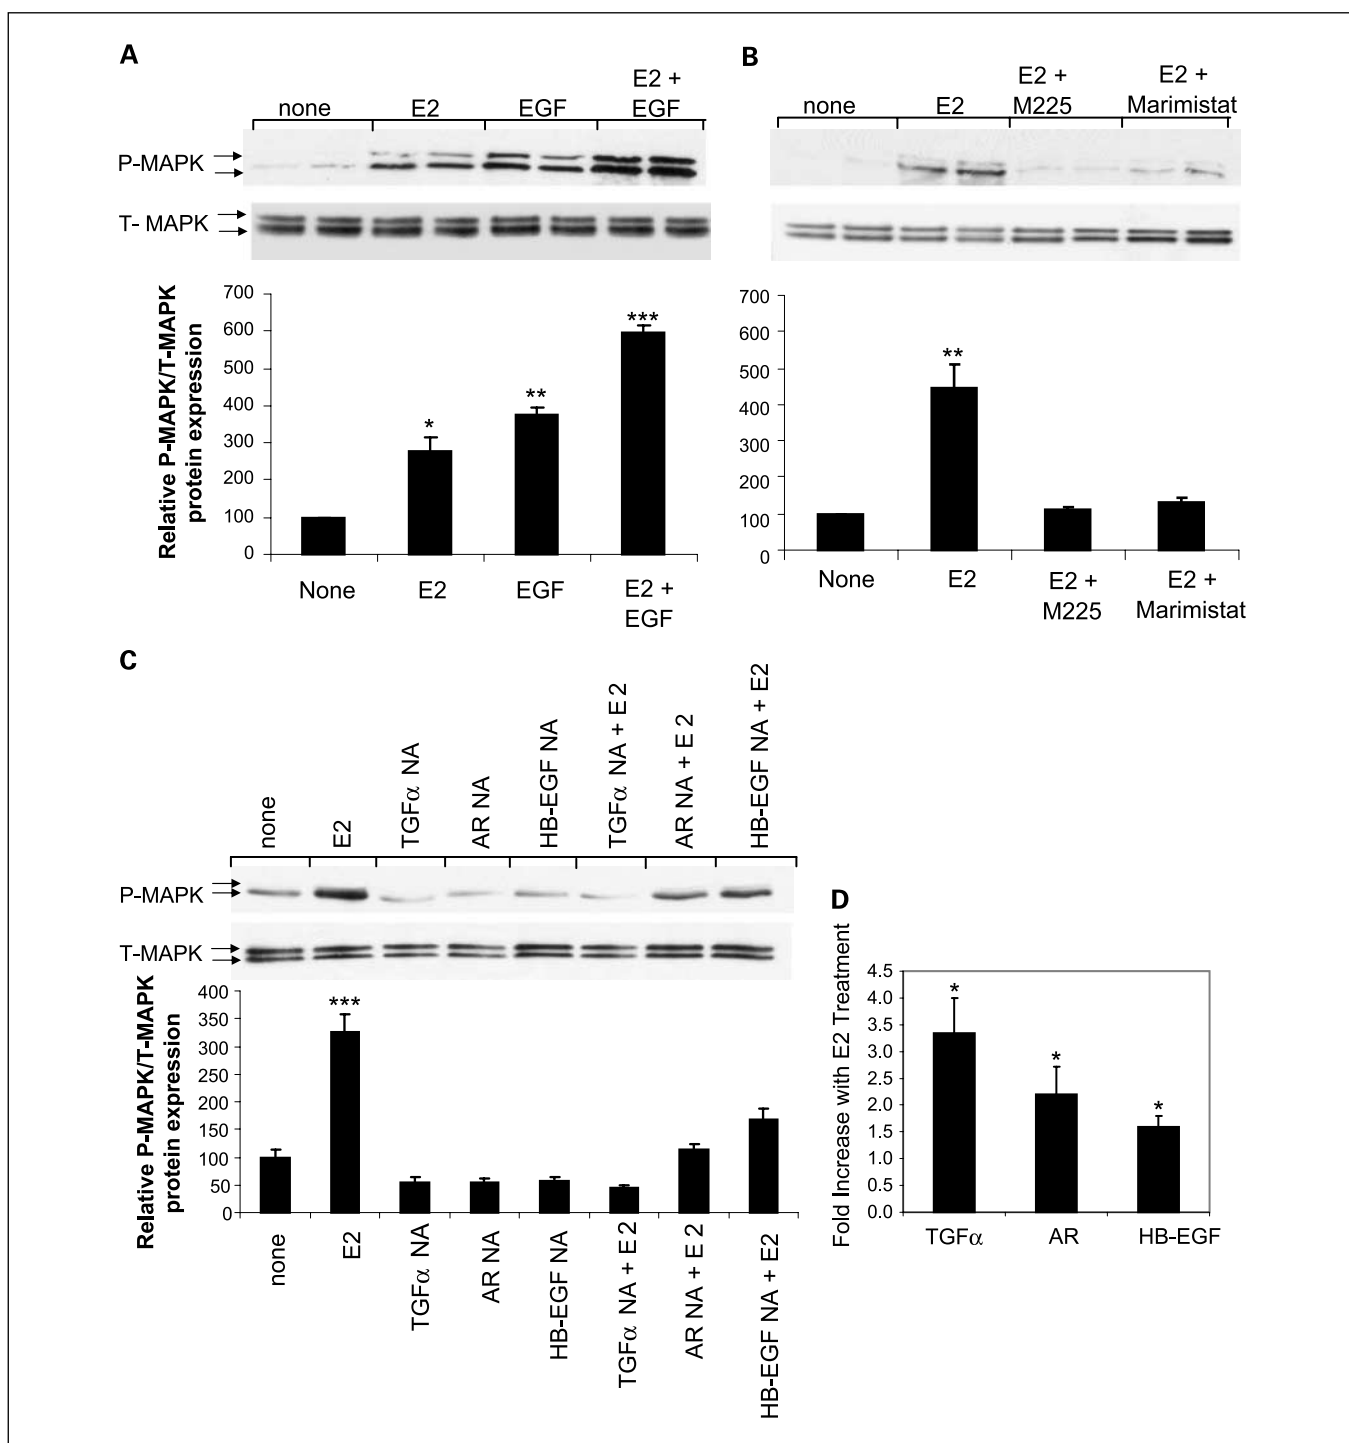 A
none
E2
EGF
E2 +
EGF
P-MAPK
T- MAPK
Relative P-MAPK/T-MAPK
protein expression
700
600
500
400
300
200
100
0
*
**
***
None
E2
EGF
E2 +
EGF
B
none
E2
E2 +
M225
E2 +
Marimistat
700
600
500
400
300
200
100
0
**
None
E2
E2 +
M225
E2 +
Marimistat
C
none
E2
TGFα NA
AR NA
HB-EGF NA
TGFα NA + E 2
AR NA + E 2
HB-EGF NA + E2
P-MAPK
T-MAPK
Relative P-MAPK/T-MAPK
protein expression
400
350
300
200
150
100
50
0
***
none
E2
TGFα NA
AR NA
HB-EGF NA
TGFα NA + E 2
AR NA + E 2
HB-EGF NA + E2
D
Fold Increase with E2 Treatment
4.5
4.0
3.5
3.0
2.5
2.0
1.5
1.0
0.5
0.0
*
*
*
TGFα
AR
HB-EGF